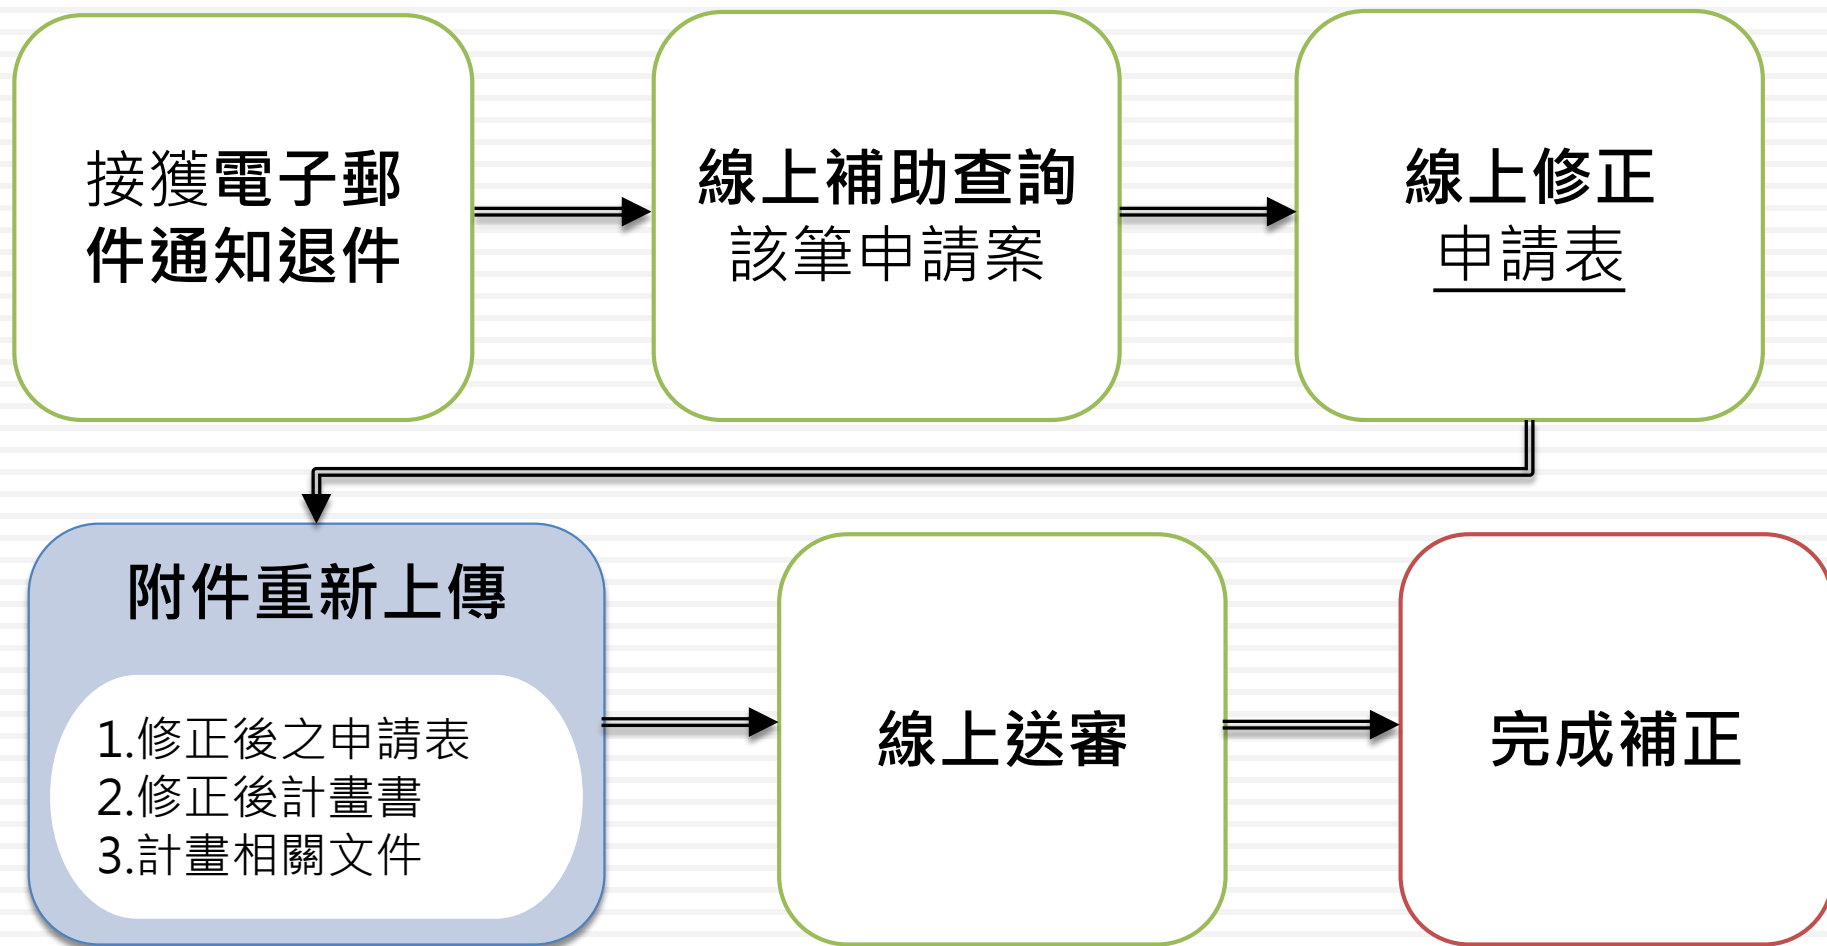 接獲電子郵
件通知退件
線上補助查詢
該筆申請案
線上修正
申請表
附件重新上傳
1.修正後之申請表
2.修正後計畫書
3.計畫相關文件
線上送審
完成補正